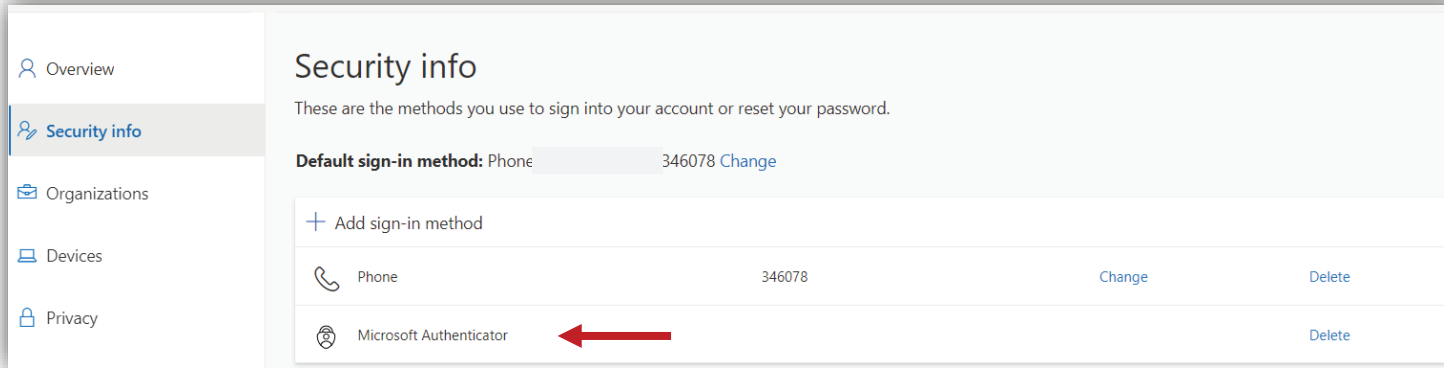 Overview
Security info
Organizations
Devices
Privacy
Security info
These are the methods you use to sign into your account or reset your password.
Default sign-in method: Phone 346078 Change
Add sign-in method
Phone 346078 Change Delete
Microsoft Authenticator Delete